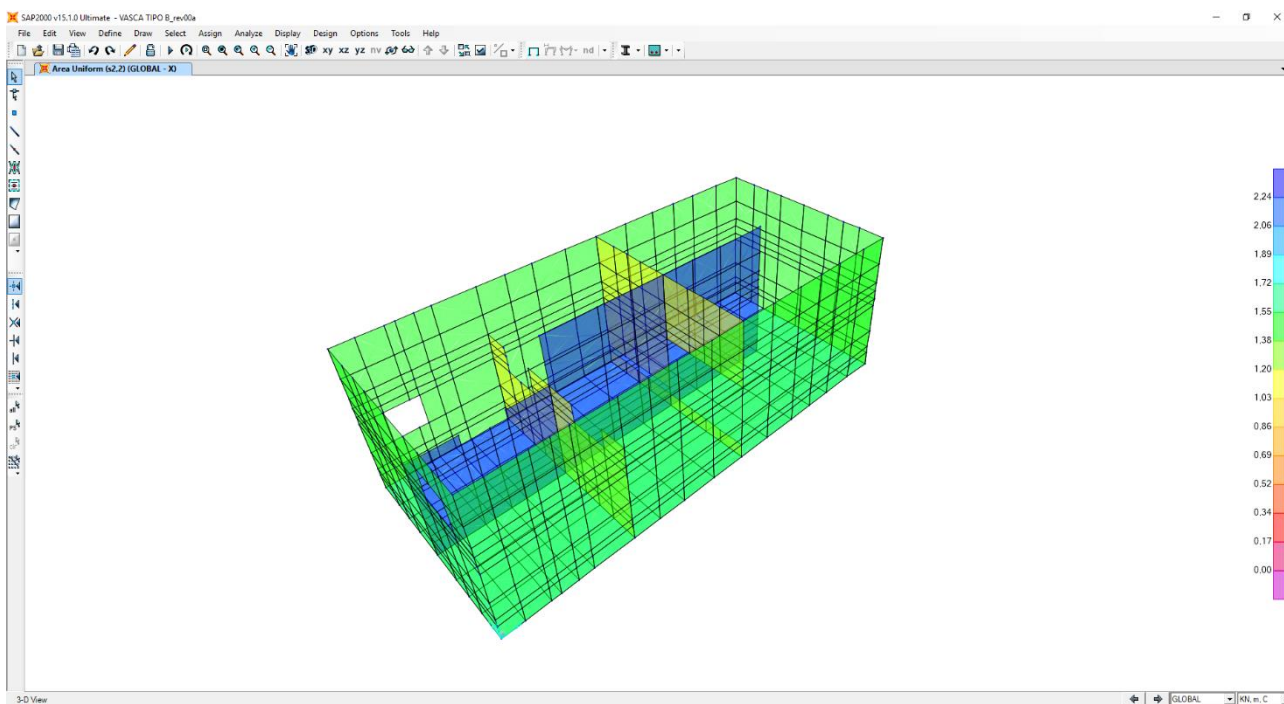 SAP2000 v15.1.0 Ultimate - VASCA TIPO B_rev00a
File Edit View Define Draw Select Assign Analyze Display Design Options Tools Help
xy xz yz nv nd
Area Uniform (s2.2) (GLOBAL - X)
2,24
2,06
1,89
1,72
1,55
1,38
1,20
1,03
0,86
0,69
0,52
0,34
0,17
0,00
3-D View
GLOBAL
KN, m, C